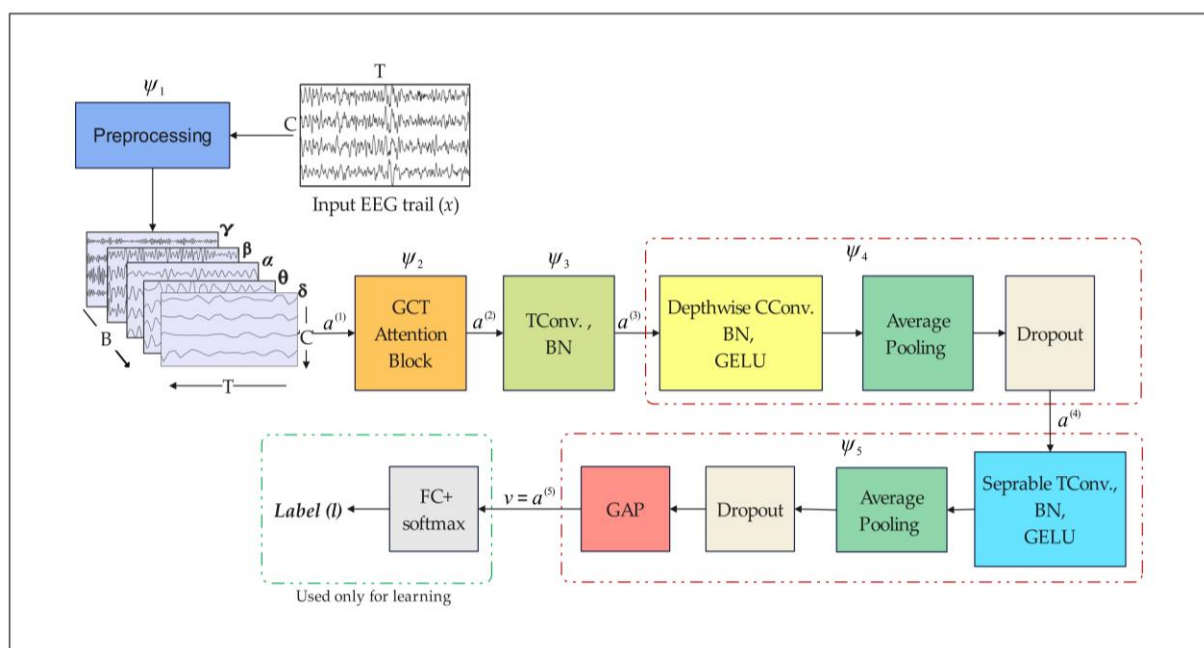 ψ1
Preprocessing
T
C
Input EEG trail (x)
γ
β
α
θ
δ
B
C
T
a(1)
ψ2
GCT
Attention
Block
a(2)
ψ3
TConv. ,
BN
a(3)
ψ4
Depthwise CConv.
BN,
GELU
Average
Pooling
Dropout
a(4)
ψ5
Seprable TConv.,
BN,
GELU
Average
Pooling
Dropout
GAP
v = a(5)
FC+
softmax
Label (l)
Used only for learning